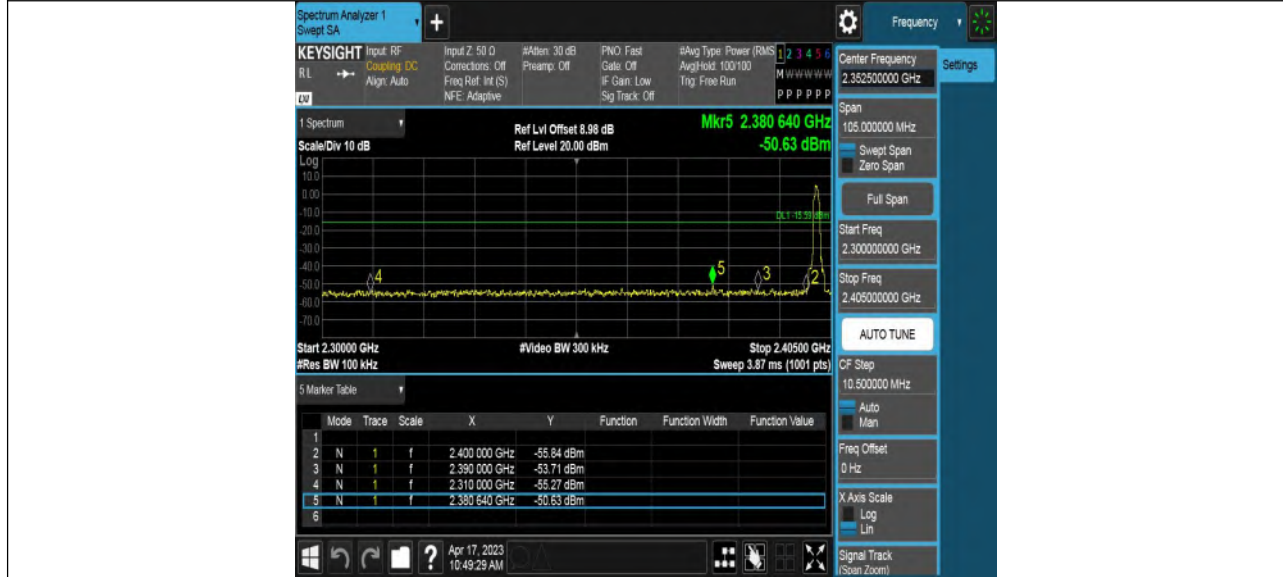 Spectrum Analyzer 1
Swept SA
+
Frequency
KEYSIGHT
RL
LXI
Input: RF
Coupling: DC
Align: Auto
Input Z: 50 Ω
Corrections: Off
Freq Ref: Int (S)
NFE: Adaptive
#Atten: 30 dB
Preamp: Off
PNO: Fast
Gate: Off
IF Gain: Low
Sig Track: Off
#Avg Type: Power (RMS
Avg|Hold: 100/100
Trig: Free Run
1 2 3 4 5 6
M W W W W W
P P P P P P
1 Spectrum
Scale/Div 10 dB
Ref Lvl Offset 8.98 dB
Ref Level 20.00 dBm
Mkr5 2.380 640 GHz
-50.63 dBm
Log
10.0
0.00
-10.0
-20.0
-30.0
-40.0
-50.0
-60.0
-70.0
DL1 -15.59 dBm
4
5
3
2
Start 2.30000 GHz
#Video BW 300 kHz
Stop 2.40500 GHz
#Res BW 100 kHz
Sweep 3.87 ms (1001 pts)
5 Marker Table
Mode Trace Scale X Y Function Function Width Function Value
1
2 N 1 f 2.400 000 GHz -55.84 dBm
3 N 1 f 2.390 000 GHz -53.71 dBm
4 N 1 f 2.310 000 GHz -55.27 dBm
5 N 1 f 2.380 640 GHz -50.63 dBm
6
?
Apr 17, 2023
10:49:29 AM
Center Frequency
2.352500000 GHz
Settings
Span
105.000000 MHz
Swept Span
Zero Span
Full Span
Start Freq
2.300000000 GHz
Stop Freq
2.405000000 GHz
AUTO TUNE
CF Step
10.500000 MHz
Auto
Man
Freq Offset
0 Hz
X Axis Scale
Log
Lin
Signal Track
(Span Zoom)